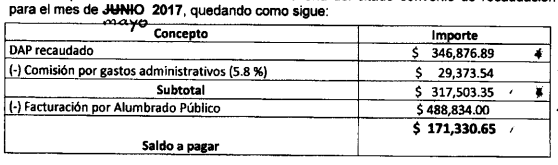 para el mes de JUNIO 2017, quedando como sigue:
mayo
Concepto Importe
DAP recaudado $ 346,876.89
(-) Comisión por gastos administrativos (5.8 %) $ 29,373.54
Subtotal $ 317,503.35
(-) Facturación por Alumbrado Público $ 488,834.00
$ 171,330.65
Saldo a pagar